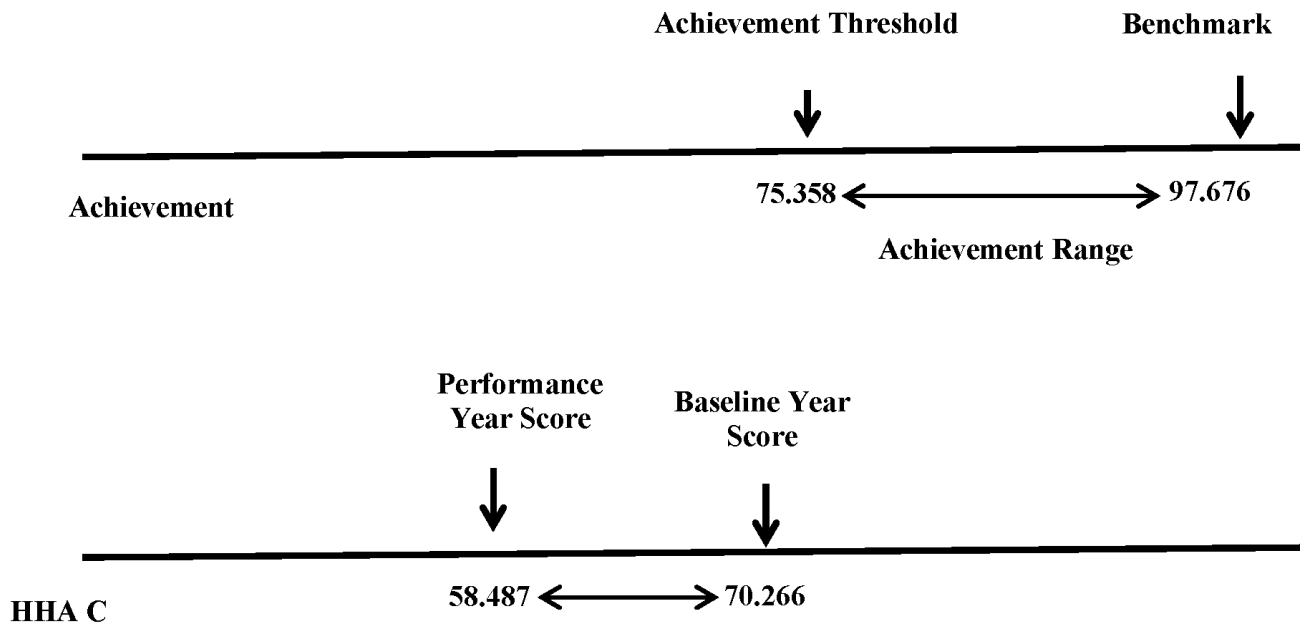 Achievement Threshold
Benchmark
75.358
97.676
Achievement
Achievement Range
Performance
Year Score
Baseline Year
Score
58.487
70.266
HHA C